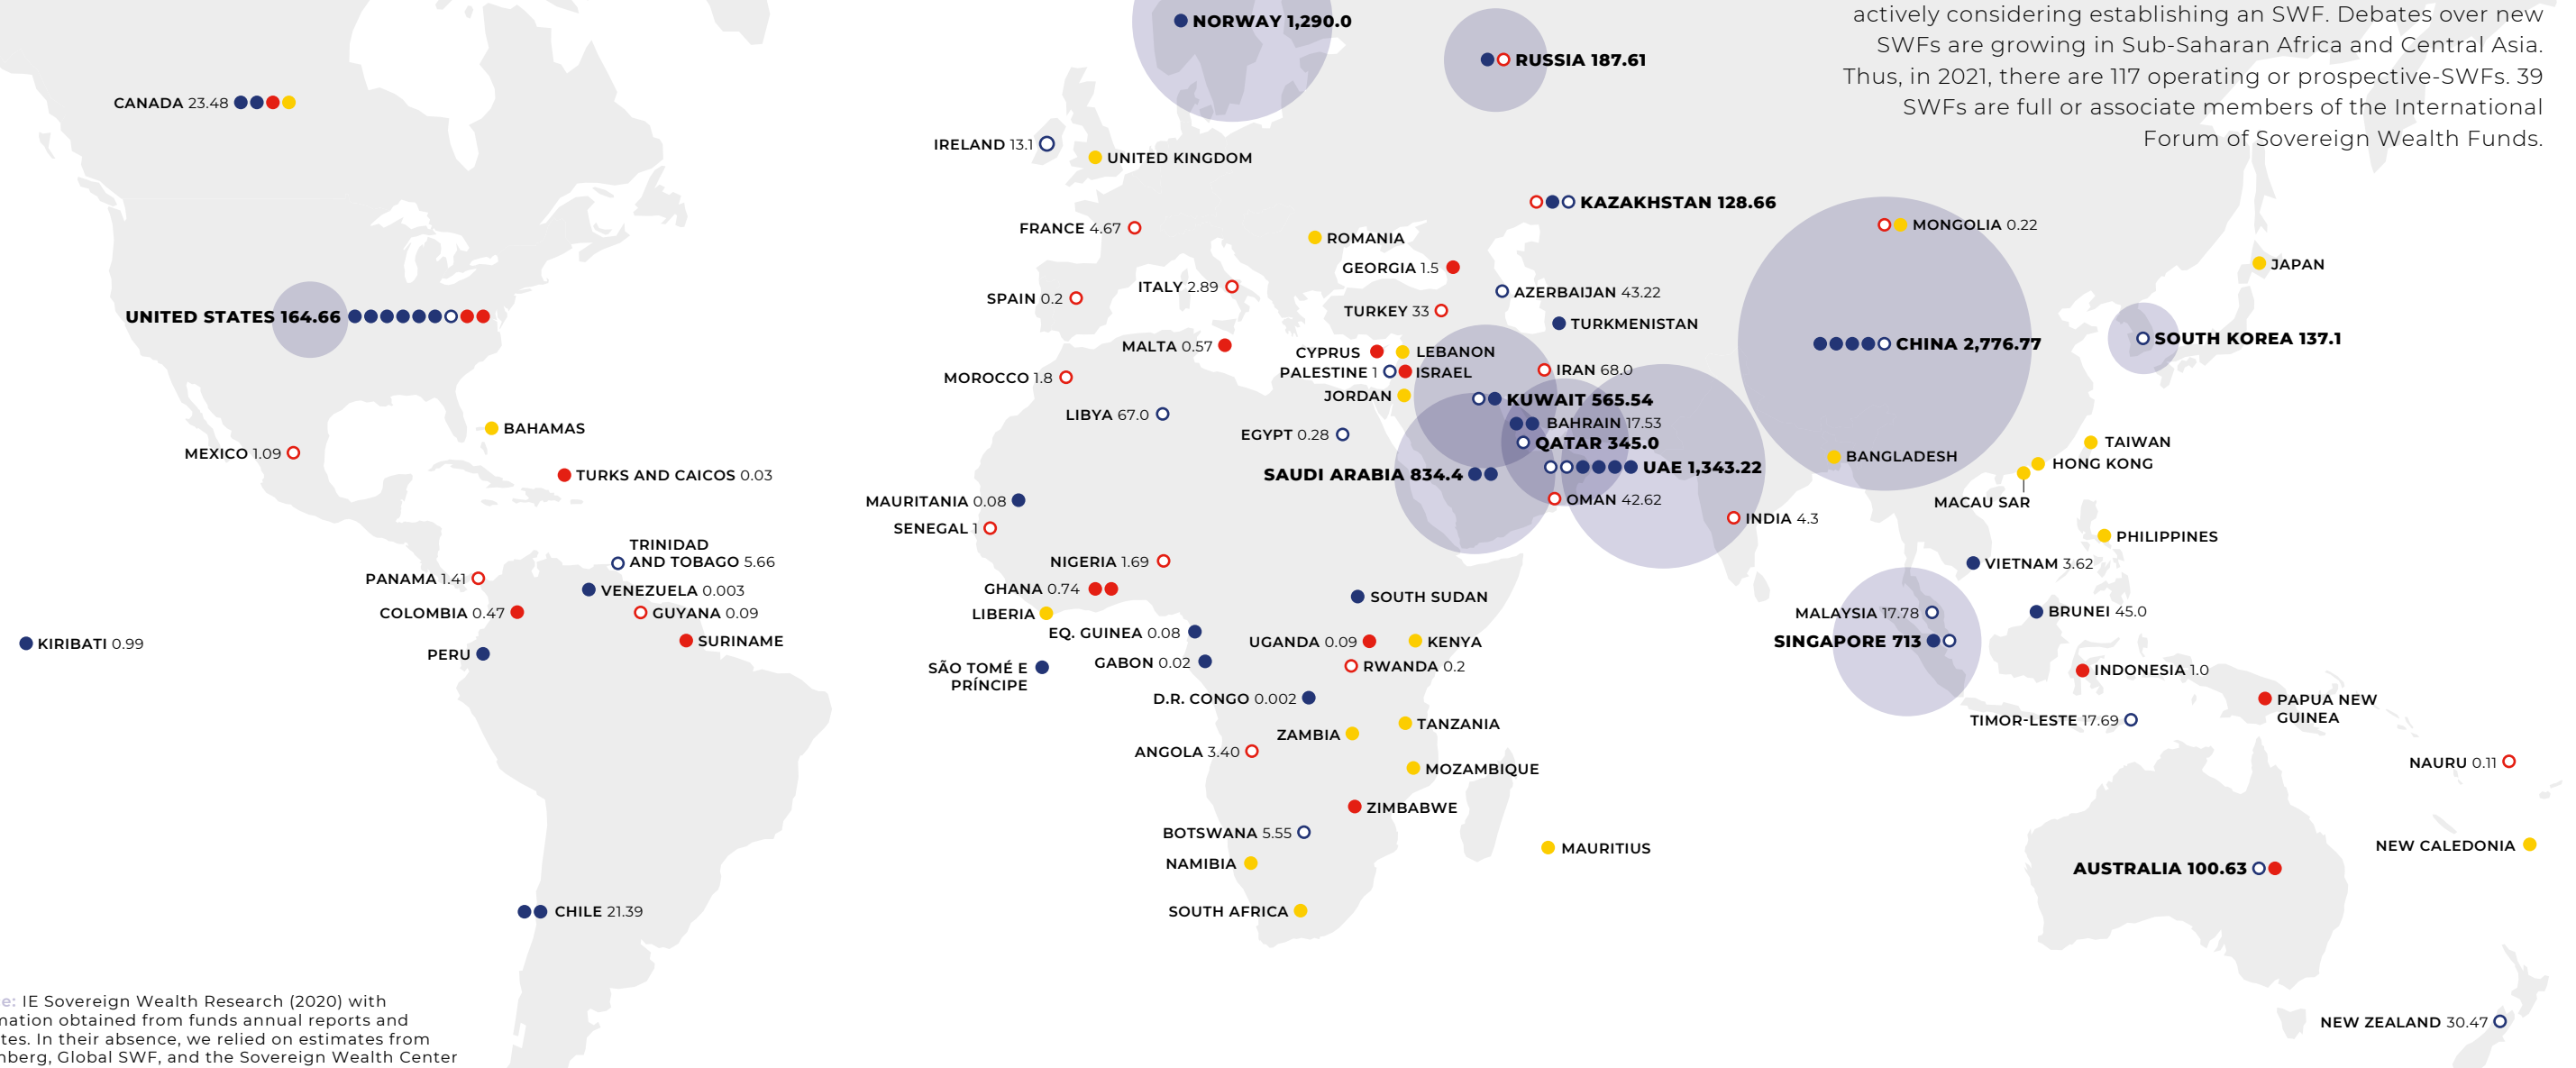 NORWAY 1,290.0
RUSSIA 187.61
actively considering establishing an SWF. Debates over new
SWFs are growing in Sub-Saharan Africa and Central Asia.
Thus, in 2021, there are 117 operating or prospective-SWFs. 39
SWFs are full or associate members of the International
Forum of Sovereign Wealth Funds.
CANADA 23.48
IRELAND 13.1
UNITED KINGDOM
KAZAKHSTAN 128.66
FRANCE 4.67
MONGOLIA 0.22
ROMANIA
GEORGIA 1.5
JAPAN
ITALY 2.89
SPAIN 0.2
AZERBAIJAN 43.22
TURKEY 33
UNITED STATES 164.66
TURKMENISTAN
SOUTH KOREA 137.1
CHINA 2,776.77
MALTA 0.57
CYPRUS
LEBANON
PALESTINE 1
ISRAEL
IRAN 68.0
MOROCCO 1.8
JORDAN
KUWAIT 565.54
LIBYA 67.0
BAHRAIN 17.53
BAHAMAS
EGYPT 0.28
QATAR 345.0
TAIWAN
MEXICO 1.09
BANGLADESH
HONG KONG
UAE 1,343.22
SAUDI ARABIA 834.4
TURKS AND CAICOS 0.03
MAURITANIA 0.08
OMAN 42.62
MACAU SAR
INDIA 4.3
SENEGAL 1
PHILIPPINES
TRINIDAD
AND TOBAGO 5.66
NIGERIA 1.69
VIETNAM 3.62
PANAMA 1.41
VENEZUELA 0.003
GHANA 0.74
SOUTH SUDAN
COLOMBIA 0.47
GUYANA 0.09
LIBERIA
MALAYSIA 17.78
BRUNEI 45.0
EQ. GUINEA 0.08
KIRIBATI 0.99
SURINAME
UGANDA 0.09
KENYA
SINGAPORE 713
PERU
GABON 0.02
RWANDA 0.2
SÃO TOMÉ E
PRÍNCIPE
INDONESIA 1.0
D.R. CONGO 0.002
PAPUA NEW
GUINEA
TANZANIA
TIMOR-LESTE 17.69
ZAMBIA
ANGOLA 3.40
NAURU 0.11
MOZAMBIQUE
ZIMBABWE
BOTSWANA 5.55
MAURITIUS
NEW CALEDONIA
NAMIBIA
AUSTRALIA 100.63
CHILE 21.39
SOUTH AFRICA
NEW ZEALAND 30.47
IE Sovereign Wealth Research (2020) with
obtained from funds annual reports and
In their absence, we relied on estimates from
Global SWF, and the Sovereign Wealth Center